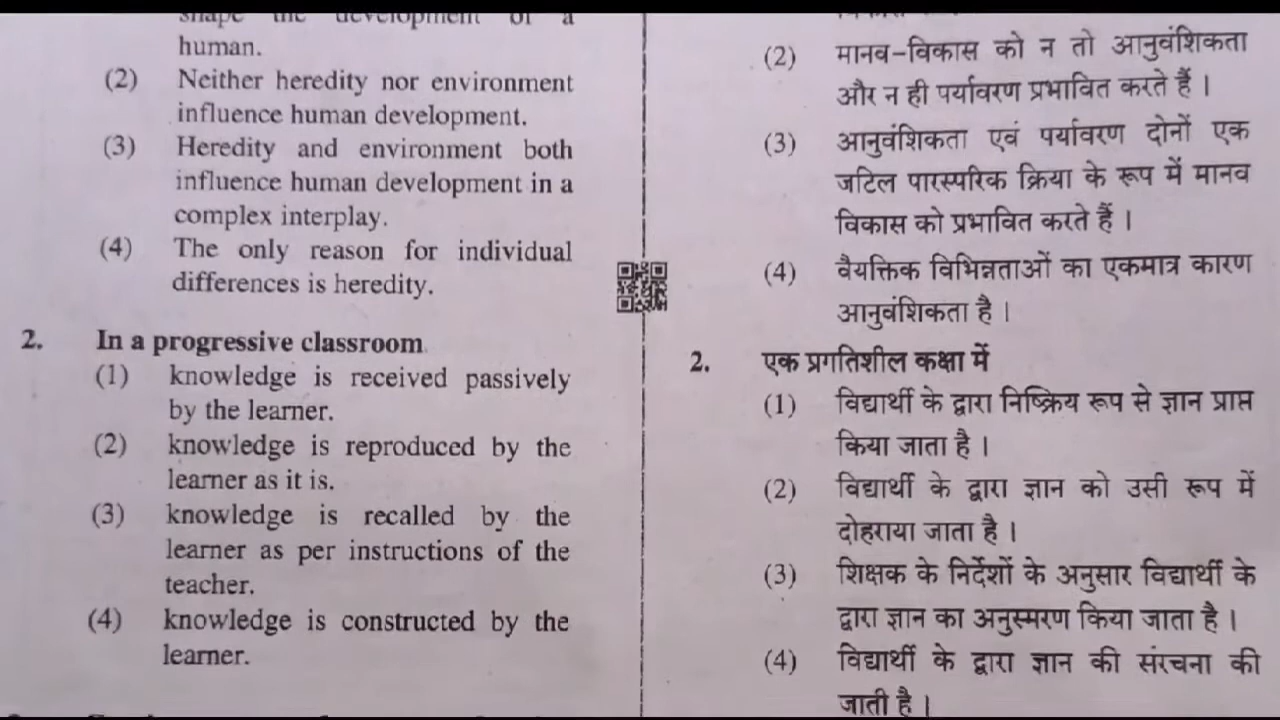 shape the development of a
human.
(2) Neither heredity nor environment
influence human development.
(3) Heredity and environment both
influence human development in a
complex interplay.
(4) The only reason for individual
differences is heredity.
2. In a progressive classroom
(1) knowledge is received passively
by the learner.
(2) knowledge is reproduced by the
learner as it is.
(3) knowledge is recalled by the
learner as per instructions of the
teacher.
(4) knowledge is constructed by the
learner.
(2) मानव-विकास को न तो आनुवंशिकता
और न ही पर्यावरण प्रभावित करते हैं ।
(3) आनुवंशिकता एवं पर्यावरण दोनों एक
जटिल पारस्परिक क्रिया के रूप में मानव
विकास को प्रभावित करते हैं ।
(4) वैयक्तिक विभिन्नताओं का एकमात्र कारण
आनुवंशिकता है ।
2. एक प्रगतिशील कक्षा में
(1) विद्यार्थी के द्वारा निष्क्रिय रूप से ज्ञान प्राप्त
किया जाता है ।
(2) विद्यार्थी के द्वारा ज्ञान को उसी रूप में
दोहराया जाता है ।
(3) शिक्षक के निर्देशों के अनुसार विद्यार्थी के
द्वारा ज्ञान का अनुस्मरण किया जाता है ।
(4) विद्यार्थी के द्वारा ज्ञान की संरचना की
जाती है ।